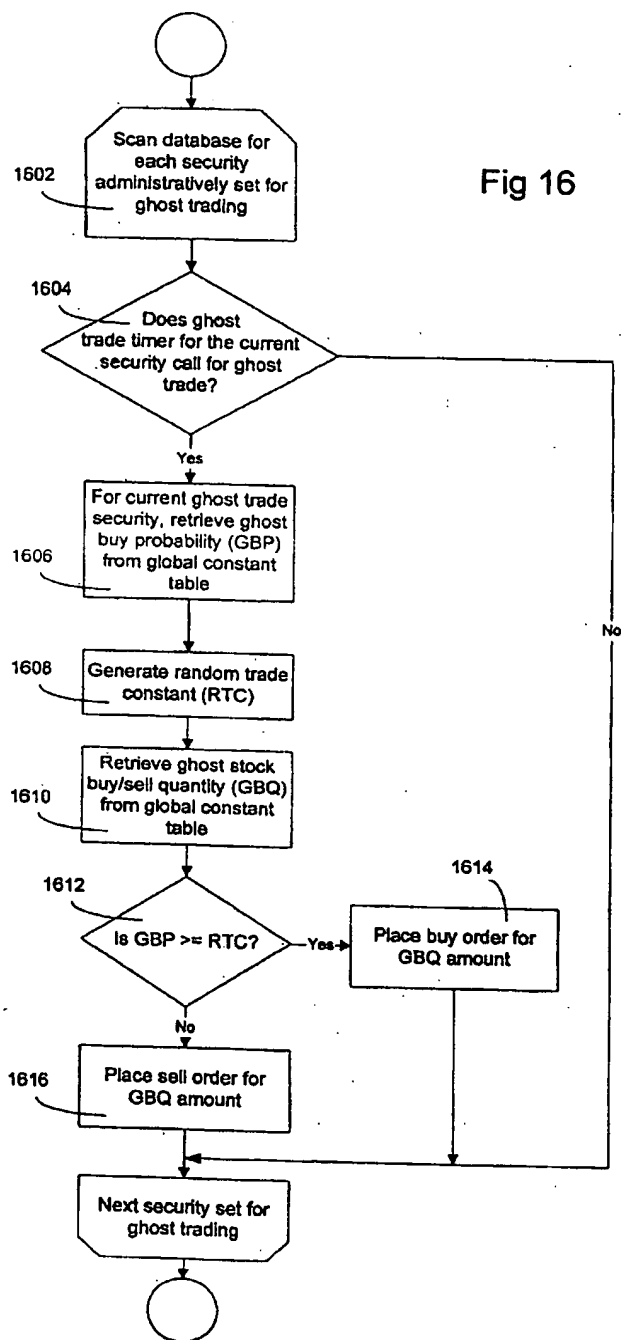 Fig 16
1602
Scan database for
each security
administratively set for
ghost trading
1604
Does ghost
trade timer for the current
security call for ghost
trade?
Yes
No
1606
For current ghost trade
security, retrieve ghost
buy probability (GBP)
from global constant
table
1608
Generate random trade
constant (RTC)
1610
Retrieve ghost stock
buy/sell quantity (GBQ)
from global constant
table
1612
Is GBP >= RTC?
Yes
1614
Place buy order for
GBQ amount
No
1616
Place sell order for
GBQ amount
Next security set for
ghost trading